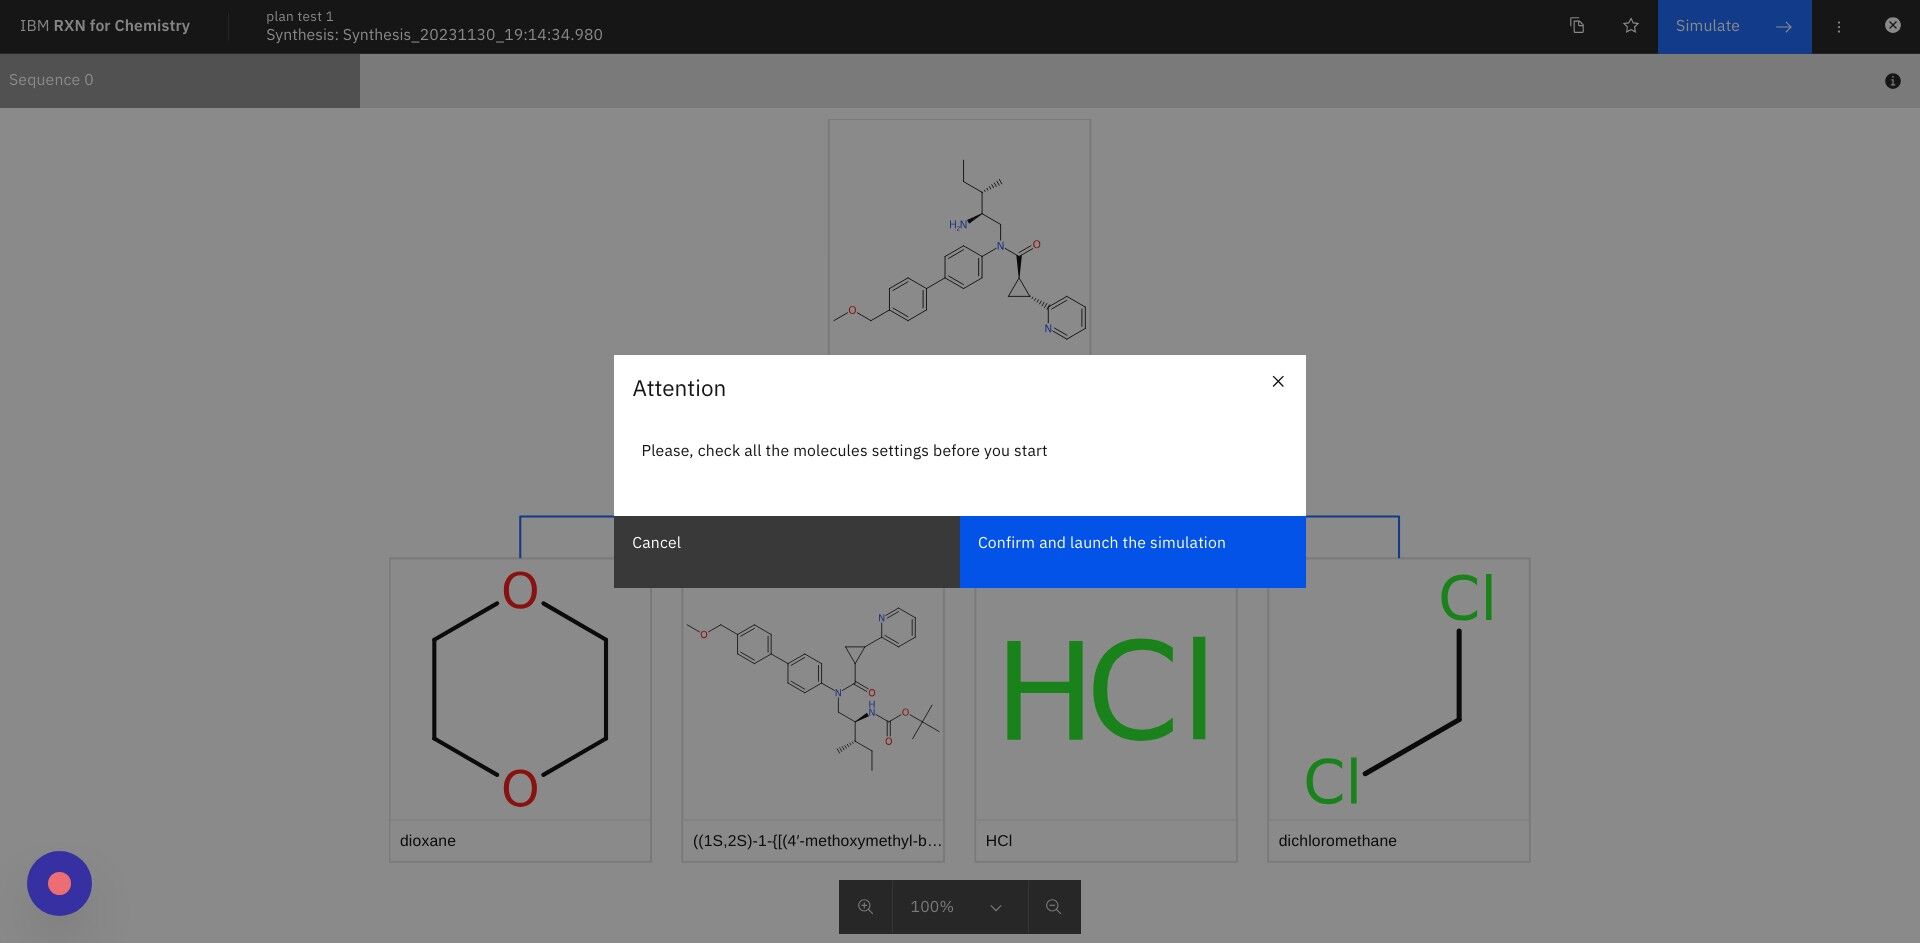 IBM RXN for Chemistry
plan test 1
Synthesis: Synthesis_20231130_19:14:34.980
Simulate
Sequence 0
H2N
N
O
O
N
Attention
Please, check all the molecules settings before you start
Cancel
Confirm and launch the simulation
O
O
dioxane
N
O
N
O
H
N
O
O
((1S,2S)-1-{[(4′-methoxymethyl-b...
HCl
HCl
Cl
Cl
dichloromethane
100%